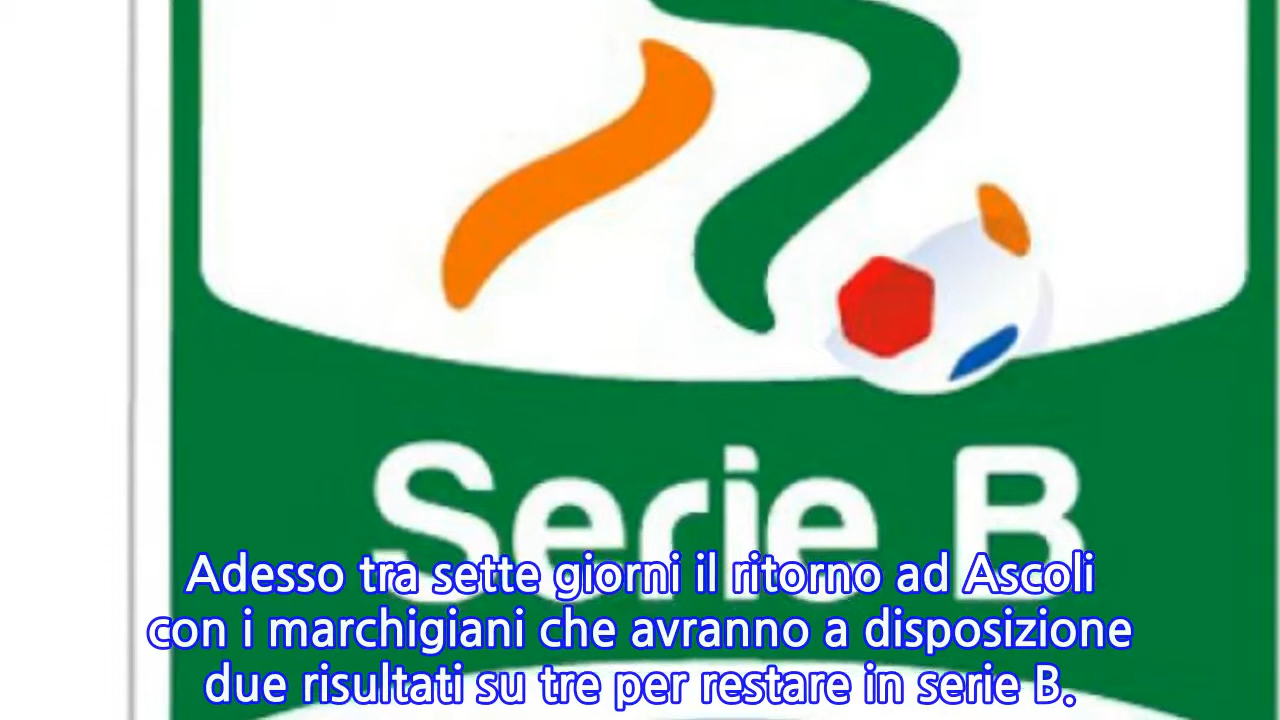 Serie B
Adesso tra sette giorni il ritorno ad Ascoli
con i marchigiani che avranno a disposizione
due risultati su tre per restare in serie B.